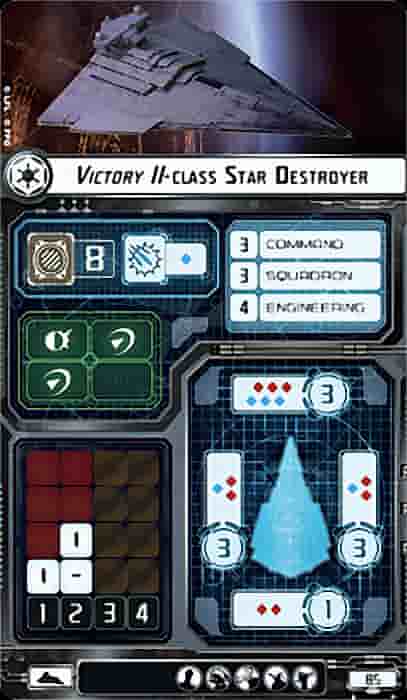 VICTORY II-CLASS STAR DESTROYER
8
3 COMMAND
3 SQUADRON
4 ENGINEERING
3
3
3
1
1
1 -
1 2 3 4
85